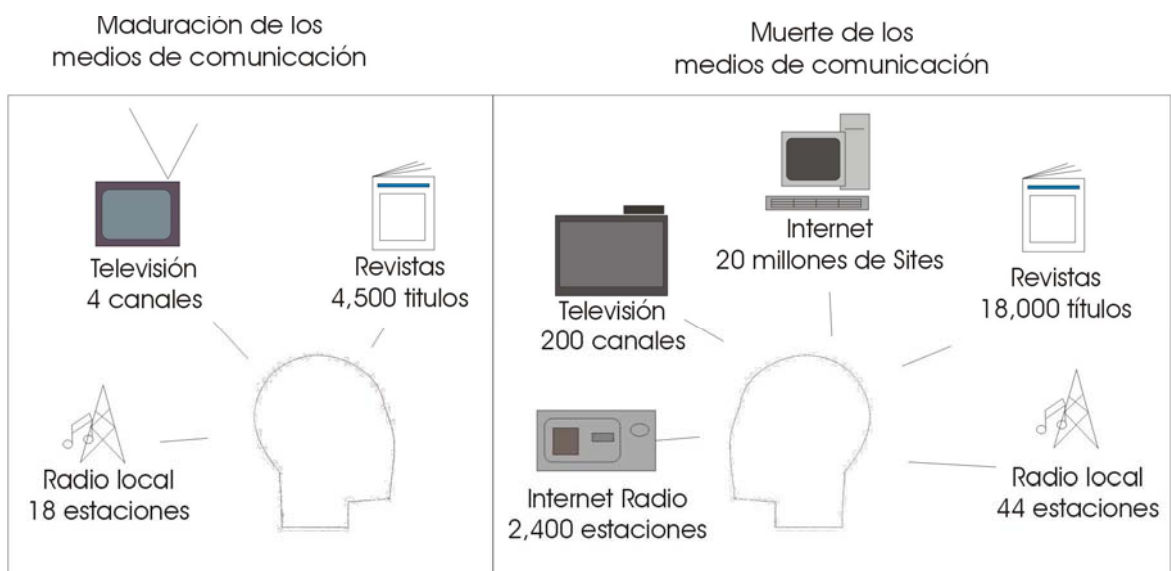 Maduración de los
medios de comunicación
Televisión
4 canales
Revistas
4,500 titulos
Radio local
18 estaciones
Muerte de los
medios de comunicación
Internet
20 millones de Sites
Televisión
200 canales
Revistas
18,000 títulos
Internet Radio
2,400 estaciones
Radio local
44 estaciones